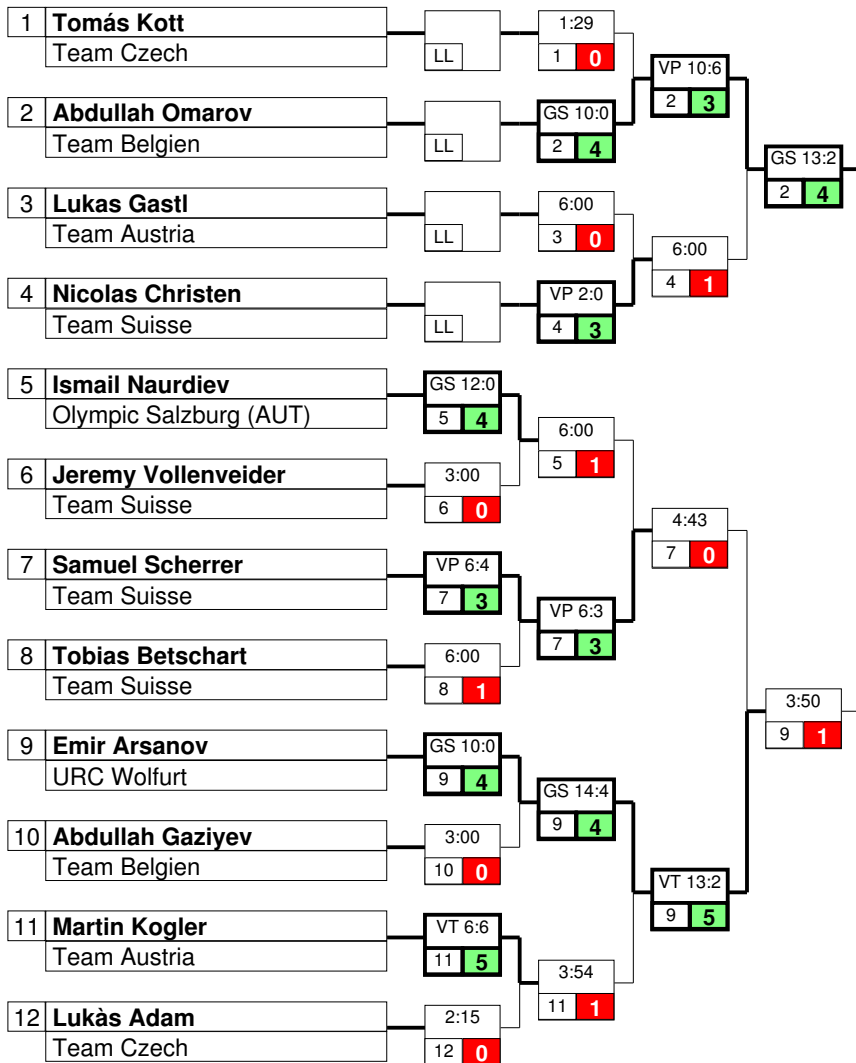 1 Tomás Kott
Team Czech
LL
1:29
1 0
VP 10:6
2 3
2 Abdullah Omarov
Team Belgien
LL
GS 10:0
2 4
GS 13:2
2 4
3 Lukas Gastl
Team Austria
LL
6:00
3 0
6:00
4 1
4 Nicolas Christen
Team Suisse
LL
VP 2:0
4 3
5 Ismail Naurdiev
Olympic Salzburg (AUT)
GS 12:0
5 4
6:00
5 1
6 Jeremy Vollenveider
Team Suisse
3:00
6 0
4:43
7 0
7 Samuel Scherrer
Team Suisse
VP 6:4
7 3
VP 6:3
7 3
8 Tobias Betschart
Team Suisse
6:00
8 1
3:50
9 1
9 Emir Arsanov
URC Wolfurt
GS 10:0
9 4
GS 14:4
9 4
10 Abdullah Gaziyev
Team Belgien
3:00
10 0
VT 13:2
9 5
11 Martin Kogler
Team Austria
VT 6:6
11 5
3:54
11 1
12 Lukàs Adam
Team Czech
2:15
12 0